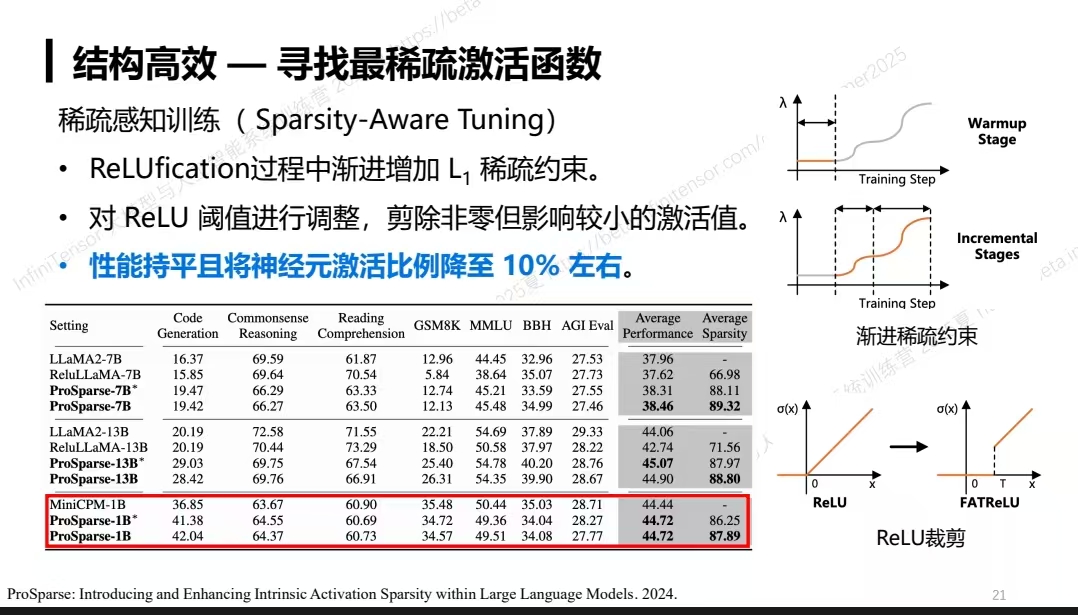 结构高效 — 寻找最稀疏激活函数
稀疏感知训练（ Sparsity-Aware Tuning）
• ReLUfication过程中渐进增加 L1 稀疏约束。
• 对 ReLU 阈值进行调整，剪除非零但影响较小的激活值。
• 性能持平且将神经元激活比例降至 10% 左右。
Setting Code Generation Commonsense Reasoning Reading Comprehension GSM8K MMLU BBH AGI Eval Average Performance Average Sparsity
LLaMA2-7B 16.37 69.59 61.87 12.96 44.45 32.96 27.53 37.96 -
ReluLLaMA-7B 15.85 69.64 70.54 5.84 38.64 35.07 27.73 37.62 66.98
ProSparse-7B* 19.47 66.29 63.33 12.74 45.21 33.59 27.55 38.31 88.11
ProSparse-7B 19.42 66.27 63.50 12.13 45.48 34.99 27.46 38.46 89.32
LLaMA2-13B 20.19 72.58 71.55 22.21 54.69 37.89 29.33 44.06 -
ReluLLaMA-13B 20.19 70.44 73.29 18.50 50.58 37.97 28.22 42.74 71.56
ProSparse-13B* 29.03 69.75 67.54 25.40 54.78 40.20 28.76 45.07 87.97
ProSparse-13B 28.42 69.76 66.91 26.31 54.35 39.90 28.67 44.90 88.80
MiniCPM-1B 36.85 63.67 60.90 35.48 50.44 35.03 28.71 44.44 -
ProSparse-1B* 41.38 64.55 60.69 34.72 49.36 34.04 28.27 44.72 86.25
ProSparse-1B 42.04 64.37 60.73 34.57 49.51 34.08 27.77 44.72 87.89
λ
Training Step
Warmup
Stage
λ
Training Step
Incremental
Stages
渐进稀疏约束
σ(x)
0 x
ReLU
σ(x)
0 T x
FATReLU
ReLU裁剪
ProSparse: Introducing and Enhancing Intrinsic Activation Sparsity within Large Language Models. 2024.
21